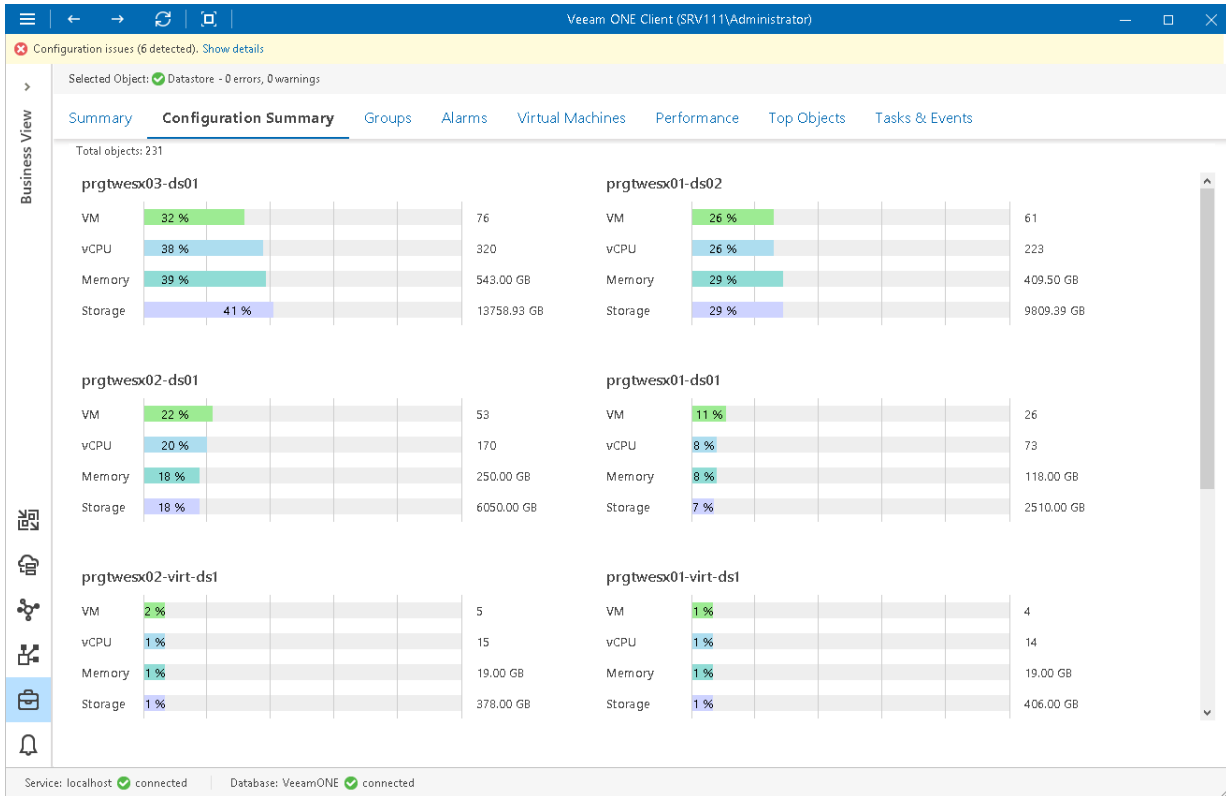 Veeam ONE Client (SRV111\Administrator)
Configuration issues (6 detected). Show details
Selected Object: Datastore - 0 errors, 0 warnings
Business View
Summary Configuration Summary Groups Alarms Virtual Machines Performance Top Objects Tasks & Events
Total objects: 231
prgtwesx03-ds01
VM 32 % 76
vCPU 38 % 320
Memory 39 % 543.00 GB
Storage 41 % 13758.93 GB
prgtwesx01-ds02
VM 26 % 61
vCPU 26 % 223
Memory 29 % 409.50 GB
Storage 29 % 9809.39 GB
prgtwesx02-ds01
VM 22 % 53
vCPU 20 % 170
Memory 18 % 250.00 GB
Storage 18 % 6050.00 GB
prgtwesx01-ds01
VM 11 % 26
vCPU 8 % 73
Memory 8 % 118.00 GB
Storage 7 % 2510.00 GB
prgtwesx02-virt-ds1
VM 2 % 5
vCPU 1 % 15
Memory 1 % 19.00 GB
Storage 1 % 378.00 GB
prgtwesx01-virt-ds1
VM 1 % 4
vCPU 1 % 14
Memory 1 % 19.00 GB
Storage 1 % 406.00 GB
Service: localhost connected Database: VeeamONE connected